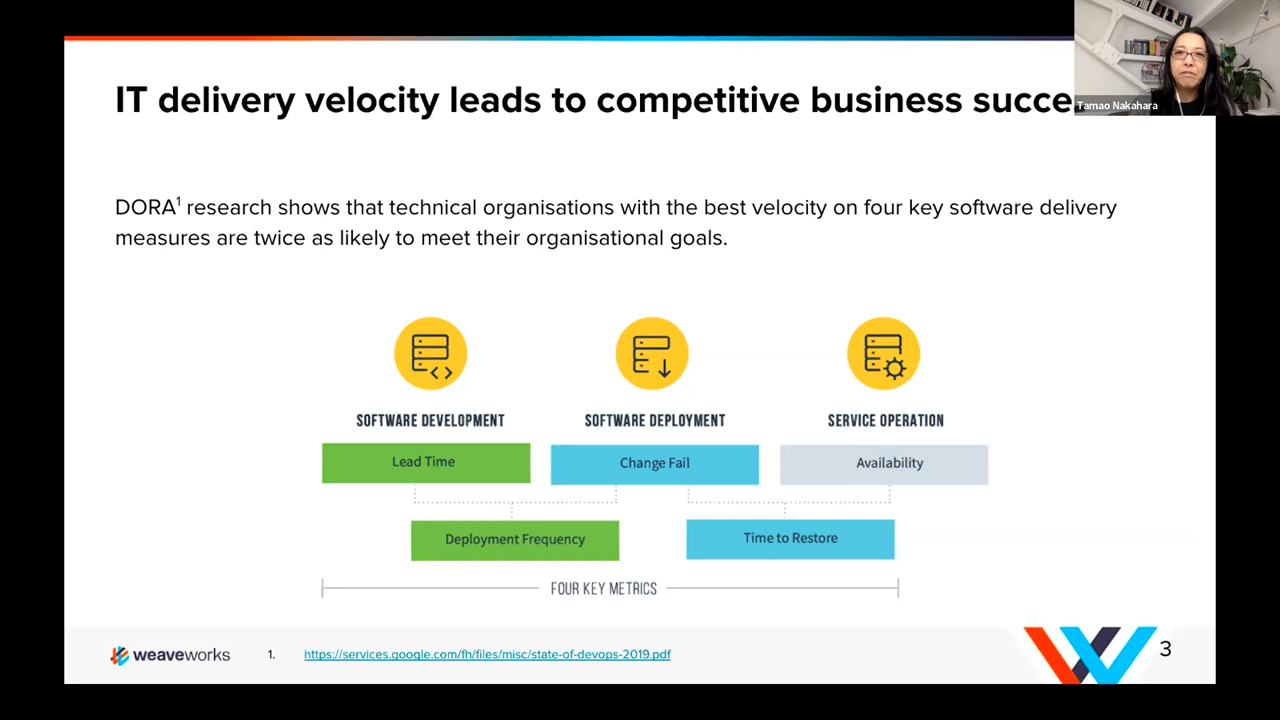 IT delivery velocity leads to competitive business succe
Tamao Nakahara
DORA1 research shows that technical organisations with the best velocity on four key software delivery
measures are twice as likely to meet their organisational goals.
SOFTWARE DEVELOPMENT
SOFTWARE DEPLOYMENT
SERVICE OPERATION
Lead Time
Change Fail
Availability
Deployment Frequency
Time to Restore
FOUR KEY METRICS
weaveworks
1. https://services.google.com/fh/files/misc/state-of-devops-2019.pdf
3